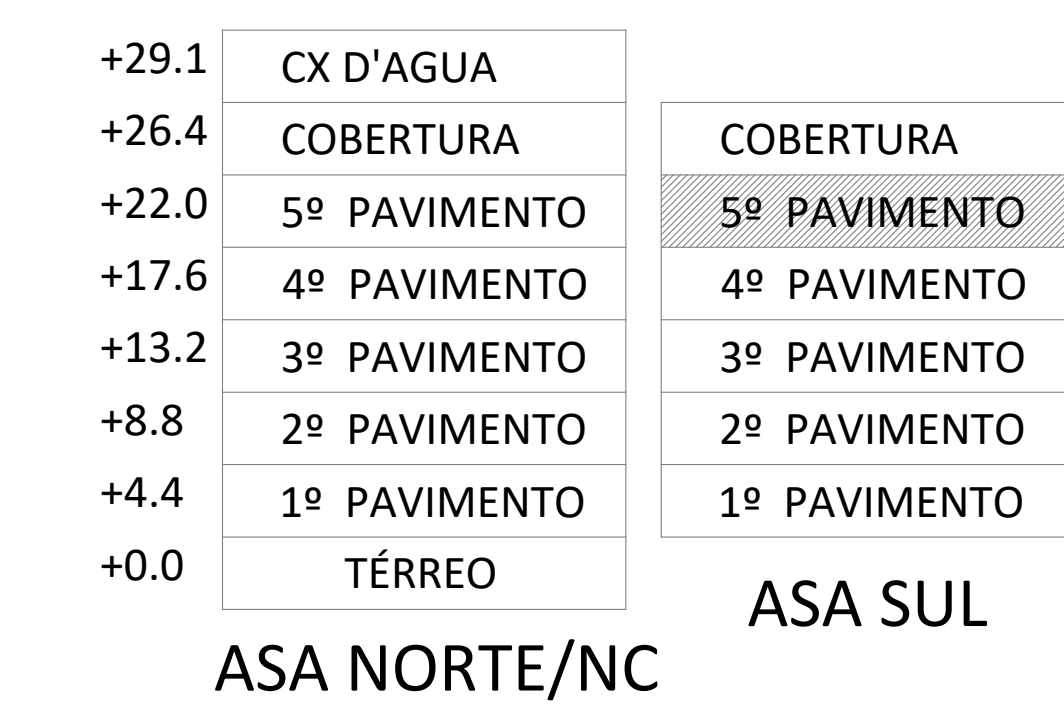 +29.1 CX D'AGUA
+26.4 COBERTURA COBERTURA
+22.0 5º PAVIMENTO 5º PAVIMENTO
+17.6 4º PAVIMENTO 4º PAVIMENTO
+13.2 3º PAVIMENTO 3º PAVIMENTO
+8.8 2º PAVIMENTO 2º PAVIMENTO
+4.4 1º PAVIMENTO 1º PAVIMENTO
+0.0 TÉRREO
ASA SUL
ASA NORTE/NC